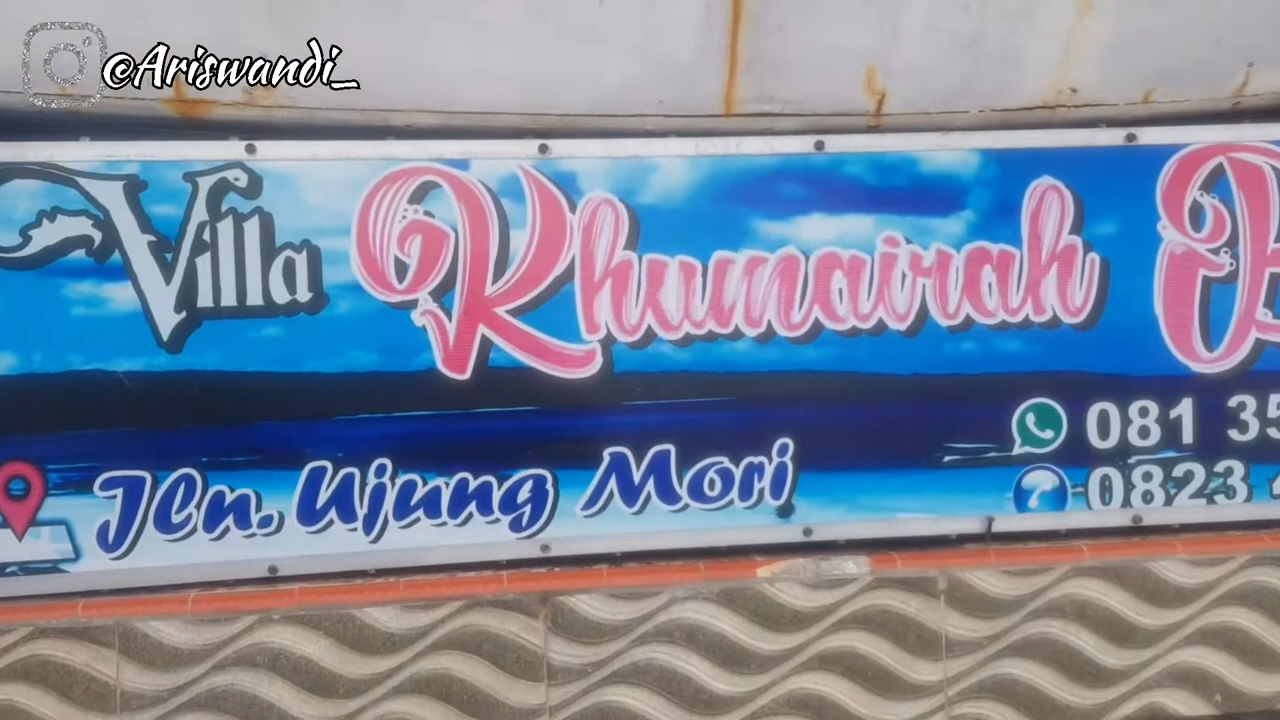 @Ariswandi_
Villa Khumairah
Jln. Ujung Mori
081 35
0823